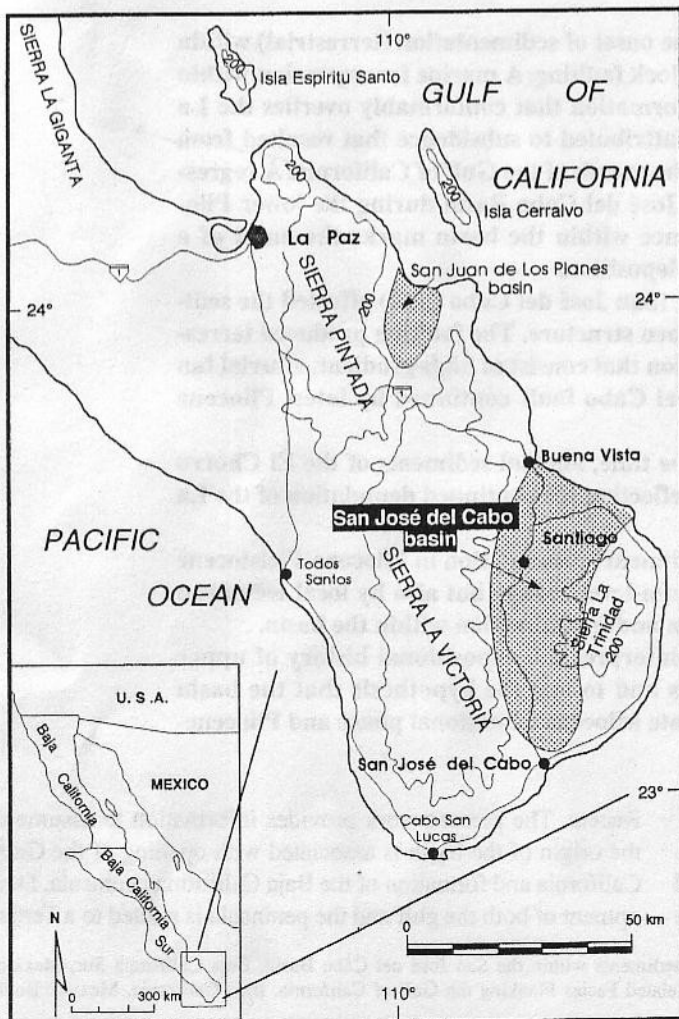 110°
SIERRA LA GIGANTA
200
Isla Espiritu Santo
GULF OF
CALIFORNIA
200
200
Isla Cerralvo
La Paz
San Juan de Los Planes
basin
1
24°
24°
SIERRA PINTADA
200
1
Buena Vista
San José del Cabo
basin
Santiago
PACIFIC
OCEAN
Todos
Santos
Sierra La
Trinidad
200
SIERRA LA VICTORIA
U.S.A.
MEXICO
Baja
California
Baja
California
Sur
San José del Cabo
23°
Cabo San
Lucas
N
0 50 km
0 300 km
110°